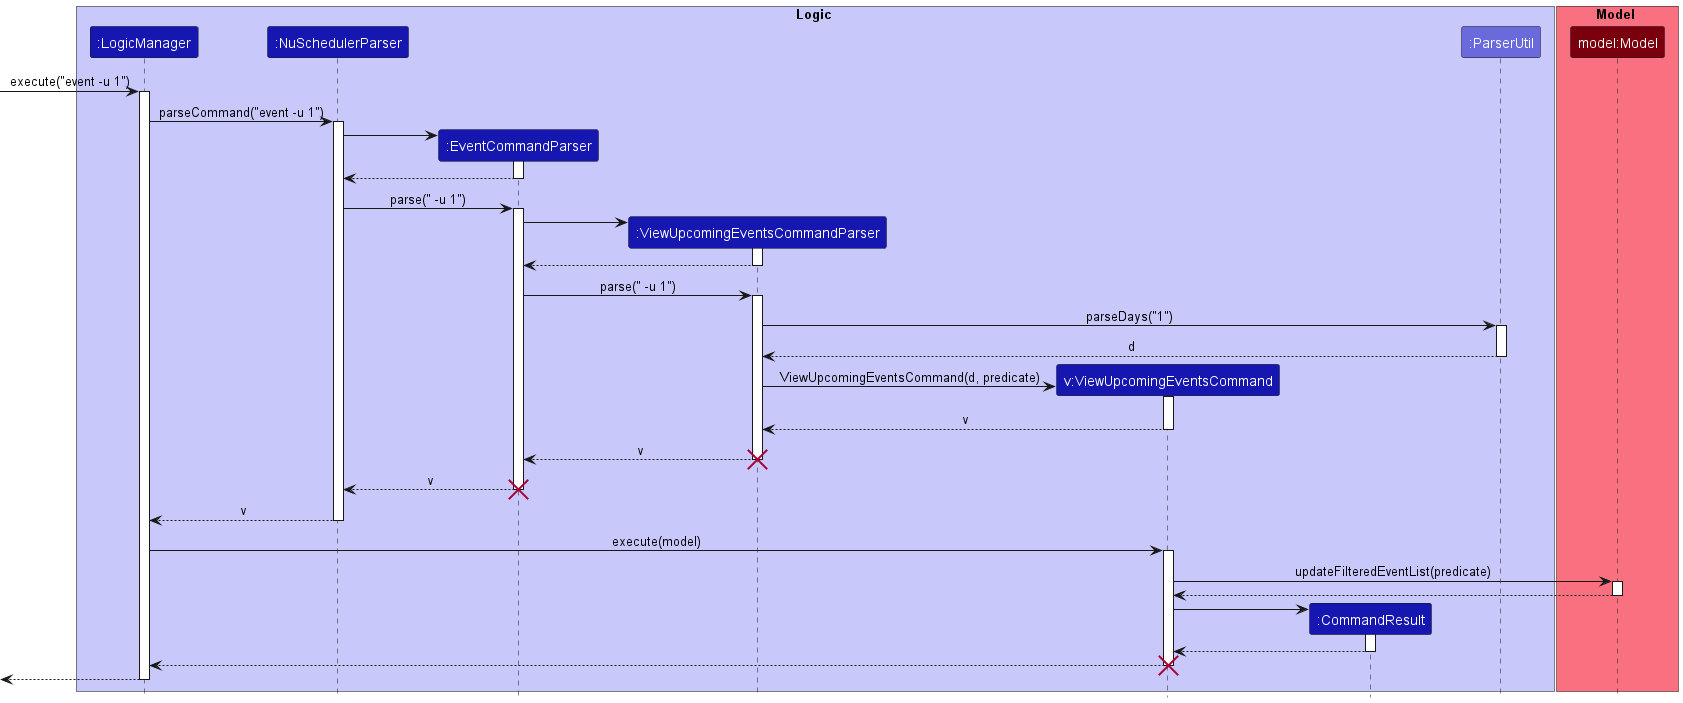 Logic
Model
:LogicManager
:NuSchedulerParser
:ParserUtil
model:Model
execute("event -u 1")
parseCommand("event -u 1")
:EventCommandParser
parse(" -u 1")
:ViewUpcomingEventsCommandParser
parse(" -u 1")
parseDays("1")
d
ViewUpcomingEventsCommand(d, predicate)
v:ViewUpcomingEventsCommand
v
v
v
v
execute(model)
updateFilteredEventList(predicate)
:CommandResult